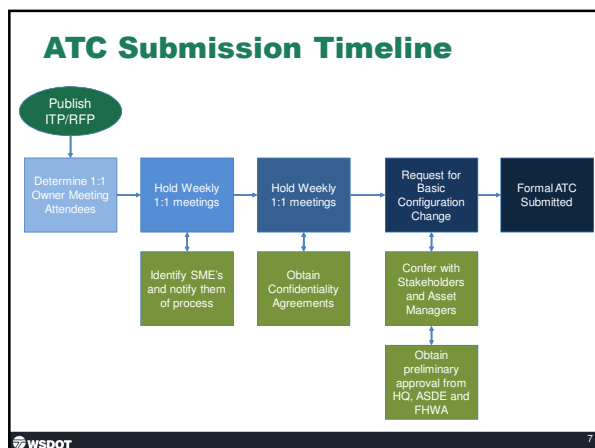 ATC Submission Timeline
Publish
ITP/RFP
Determine 1:1
Owner Meeting
Attendees
Hold Weekly
1:1 meetings
Hold Weekly
1:1 meetings
Request for
Basic
Configuration
Change
Formal ATC
Submitted
Identify SME's
and notify them
of process
Obtain
Confidentiality
Agreements
Confer with
Stakeholders
and Asset
Managers
Obtain
preliminary
approval from
HQ, ASDE and
FHWA
WSDOT
7